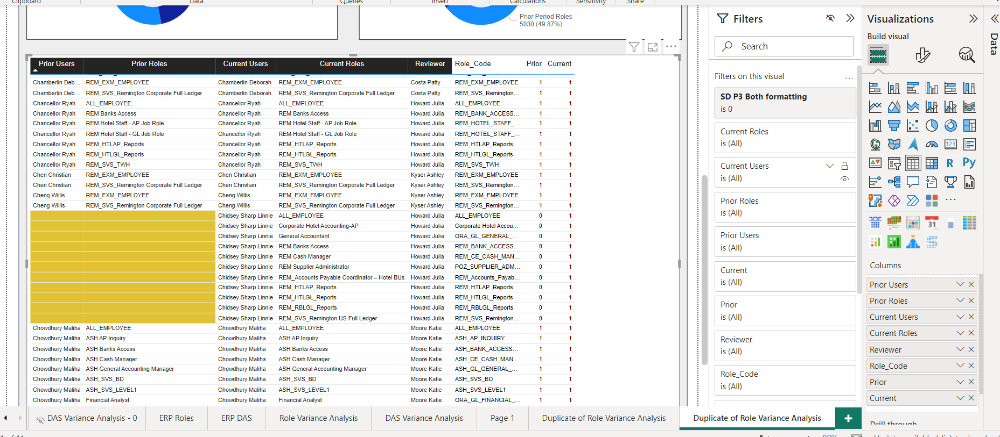 Clipboard Data Queries Insert Calculations Sensitivity Share
Prior Period Roles
5030 (49.87%)
Prior Users Prior Roles Current Users Current Roles Reviewer Role_Code Prior Current
Chamberlin Deb... REM_EXM_EMPLOYEE Chamberlin Deborah REM_EXM_EMPLOYEE Costa Patty REM_EXM_EMPLOYEE 1 1
Chamberlin Deb... REM_SVS_Remington Corporate Full Ledger Chamberlin Deborah REM_SVS_Remington Corporate Full Ledger Costa Patty REM_SVS_Remington... 1 1
Chancellor Ryah ALL_EMPLOYEE Chancellor Ryah ALL_EMPLOYEE Howard Julia ALL_EMPLOYEE 1 1
Chancellor Ryah REM Banks Access Chancellor Ryah REM Banks Access Howard Julia REM_BANK_ACCESS... 1 1
Chancellor Ryah REM Hotel Staff - AP Job Role Chancellor Ryah REM Hotel Staff - AP Job Role Howard Julia REM_HOTEL_STAFF_... 1 1
Chancellor Ryah REM Hotel Staff - GL Job Role Chancellor Ryah REM Hotel Staff - GL Job Role Howard Julia REM_HOTEL_STAFF_... 1 1
Chancellor Ryah REM_HTLAP_Reports Chancellor Ryah REM_HTLAP_Reports Howard Julia REM_HTLAP_Reports 1 1
Chancellor Ryah REM_HTLGL_Reports Chancellor Ryah REM_HTLGL_Reports Howard Julia REM_HTLGL_Reports 1 1
Chancellor Ryah REM_SVS_TWH Chancellor Ryah REM_SVS_TWH Howard Julia REM_SVS_TWH 1 1
Chen Christian REM_EXM_EMPLOYEE Chen Christian REM_EXM_EMPLOYEE Kyser Ashley REM_EXM_EMPLOYEE 1 1
Chen Christian REM_SVS_Remington Corporate Full Ledger Chen Christian REM_SVS_Remington Corporate Full Ledger Kyser Ashley REM_SVS_Remington... 1 1
Cheng Willis REM_EXM_EMPLOYEE Cheng Willis REM_EXM_EMPLOYEE Kyser Ashley REM_EXM_EMPLOYEE 1 1
Cheng Willis REM_SVS_Remington Corporate Full Ledger Cheng Willis REM_SVS_Remington Corporate Full Ledger Kyser Ashley REM_SVS_Remington... 1 1
Chidsey Sharp Linnie ALL_EMPLOYEE Howard Julia ALL_EMPLOYEE 0 1
Chidsey Sharp Linnie Corporate Hotel Accounting-AP Howard Julia Corporate Hotel Accou... 0 1
Chidsey Sharp Linnie General Accountant Howard Julia ORA_GL_GENERAL_... 0 1
Chidsey Sharp Linnie REM Banks Access Howard Julia REM_BANK_ACCESS... 0 1
Chidsey Sharp Linnie REM Cash Manager Howard Julia REM_CE_CASH_MAN... 0 1
Chidsey Sharp Linnie REM Supplier Administrator Howard Julia POZ_SUPPLIER_ADM... 0 1
Chidsey Sharp Linnie REM_Accounts Payable Coordinator – Hotel BUs Howard Julia REM_Accounts_Payab... 0 1
Chidsey Sharp Linnie REM_HTLAP_Reports Howard Julia REM_HTLAP_Reports 0 1
Chidsey Sharp Linnie REM_HTLGL_Reports Howard Julia REM_HTLGL_Reports 0 1
Chidsey Sharp Linnie REM_RBLGL_Reports Howard Julia REM_RBLGL_Reports 0 1
Chidsey Sharp Linnie REM_SVS_Remington US Full Ledger Howard Julia REM_SVS_Remington... 0 1
Chowdhury Maliha ALL_EMPLOYEE Chowdhury Maliha ALL_EMPLOYEE Moore Katie ALL_EMPLOYEE 1 1
Chowdhury Maliha ASH AP Inquiry Chowdhury Maliha ASH AP Inquiry Moore Katie ASH_AP_INQUIRY 1 1
Chowdhury Maliha ASH Banks Access Chowdhury Maliha ASH Banks Access Moore Katie ASH_BANK_ACCESS... 1 1
Chowdhury Maliha ASH Cash Manager Chowdhury Maliha ASH Cash Manager Moore Katie ASH_CE_CASH_MAN... 1 1
Chowdhury Maliha ASH General Accounting Manager Chowdhury Maliha ASH General Accounting Manager Moore Katie ASH_GL_GENERAL_... 1 1
Chowdhury Maliha ASH_SVS_BD Chowdhury Maliha ASH_SVS_BD Moore Katie ASH_SVS_BD 1 1
Chowdhury Maliha ASH_SVS_LEVEL1 Chowdhury Maliha ASH_SVS_LEVEL1 Moore Katie ASH_SVS_LEVEL1 1 1
Chowdhury Maliha Financial Analyst Chowdhury Maliha Financial Analyst Moore Katie ORA_GL_FINANCIAL_... 1 1
DAS Variance Analysis - 0 ERP Roles ERP DAS Role Variance Analysis DAS Variance Analysis Page 1 Duplicate of Role Variance Analysis Duplicate of Role Variance Analysis
Filters
Search
Filters on this visual ...
SD P3 Both formatting
is 0
Current Roles
is (All)
Current Users
is (All)
Prior Roles
is (All)
Prior Users
is (All)
Current
is (All)
Prior
is (All)
Reviewer
is (All)
Role_Code
is (All)
Visualizations
Build visual
123
R Py
31
Columns
Prior Users
Prior Roles
Current Users
Current Roles
Reviewer
Role_Code
Prior
Current
Drill through
Data